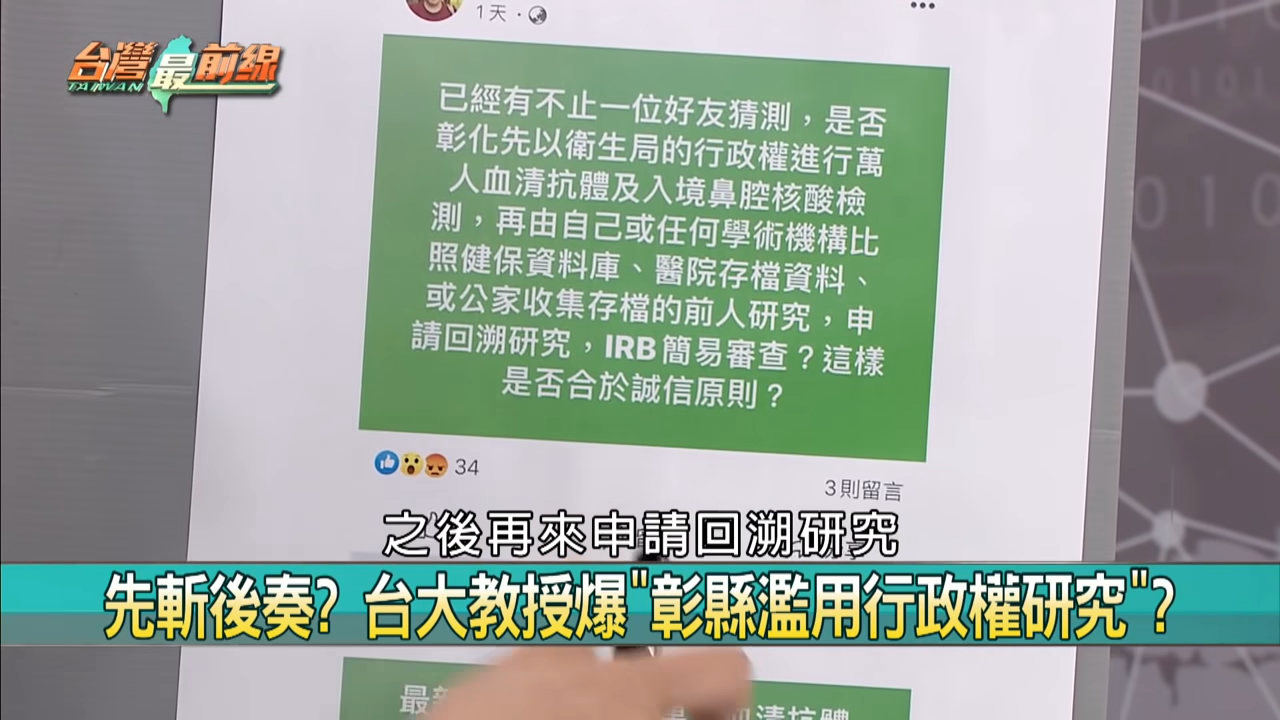 台灣最前線
TAIWAN
1天
已經有不止一位好友猜測，是否
彰化先以衛生局的行政權進行萬
人血清抗體及入境鼻腔核酸檢
測，再由自己或任何學術機構比
照健保資料庫、醫院存檔資料、
或公家收集存檔的前人研究，申
請回溯研究，IRB簡易審查？這樣
是否合於誠信原則？
34
3則留言
之後再來申請回溯研究
先斬後奏? 台大教授爆"彰縣濫用行政權研究"?
血清抗體